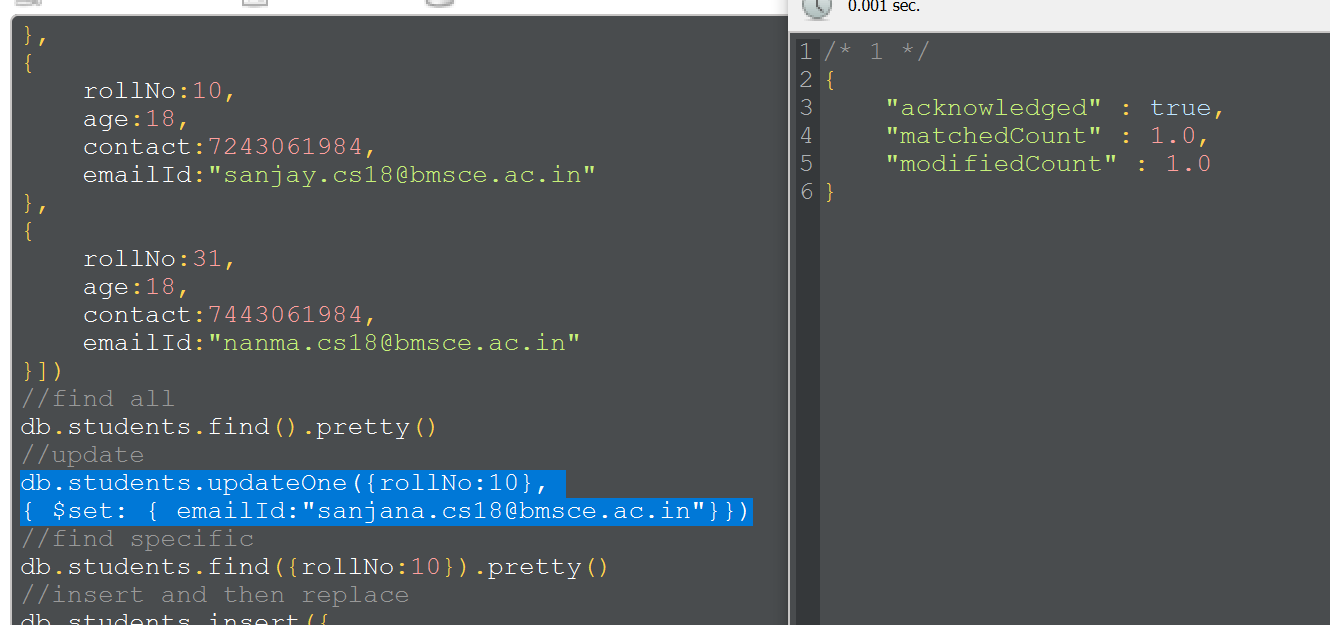 },
{
    rollNo:10,
    age:18,
    contact:7243061984,
    emailId:"sanjay.cs18@bmsce.ac.in"
},
{
    rollNo:31,
    age:18,
    contact:7443061984,
    emailId:"nanma.cs18@bmsce.ac.in"
}])
//find all
db.students.find().pretty()
//update
db.students.updateOne({rollNo:10},
{ $set: { emailId:"sanjana.cs18@bmsce.ac.in"}})
//find specific
db.students.find({rollNo:10}).pretty()
//insert and then replace
db.students.insert({
0.001 sec.
1 /* 1 */
2 {
3     "acknowledged" : true,
4     "matchedCount" : 1.0,
5     "modifiedCount" : 1.0
6 }